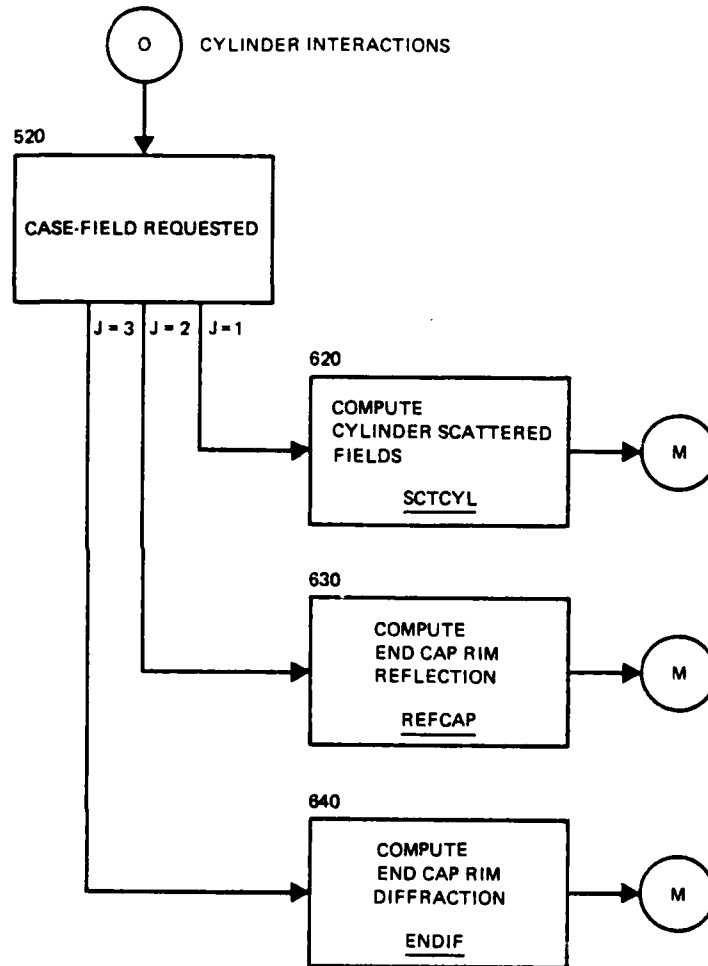 O CYLINDER INTERACTIONS
520
CASE-FIELD REQUESTED
J = 3 J = 2 J = 1
620
COMPUTE
CYLINDER SCATTERED
FIELDS
SCTCYL
M
630
COMPUTE
END CAP RIM
REFLECTION
REFCAP
M
640
COMPUTE
END CAP RIM
DIFFRACTION
ENDIF
M